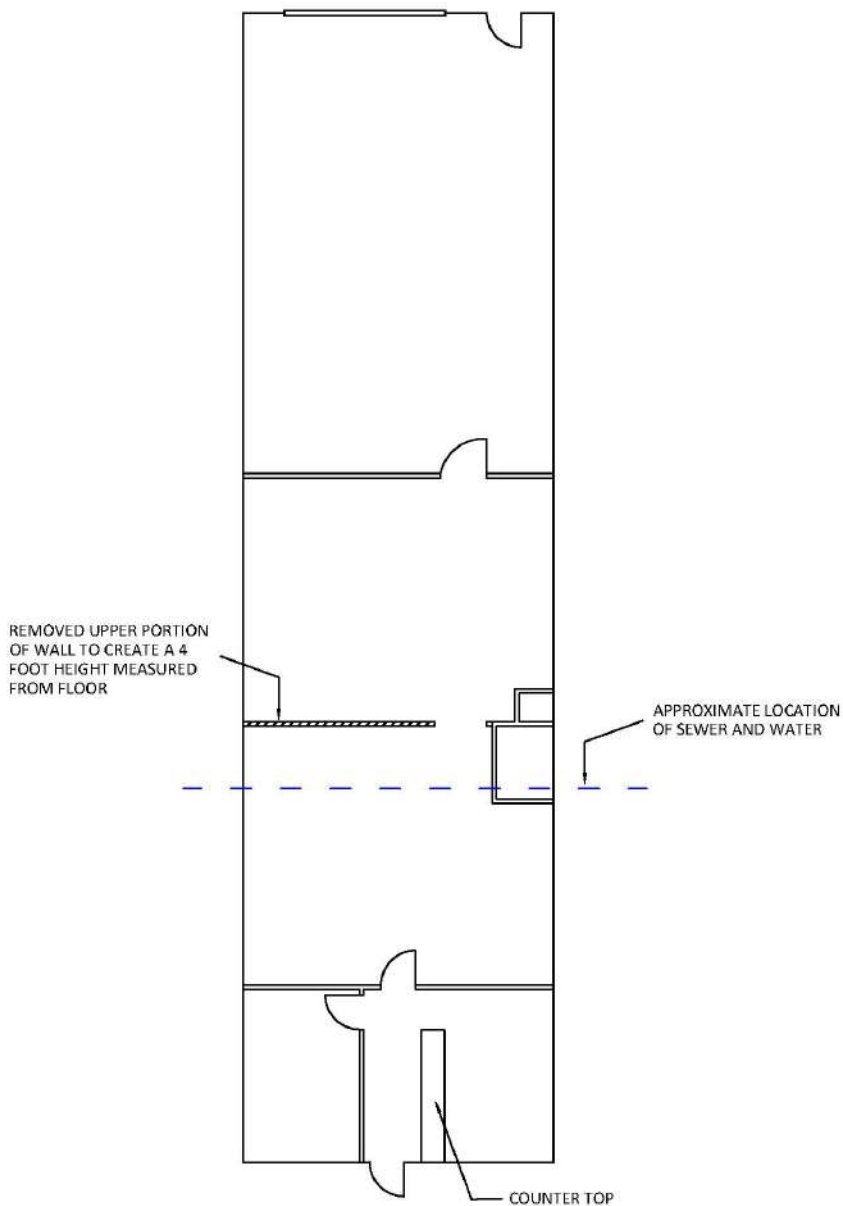 REMOVED UPPER PORTION
OF WALL TO CREATE A 4
FOOT HEIGHT MEASURED
FROM FLOOR
APPROXIMATE LOCATION
OF SEWER AND WATER
COUNTER TOP